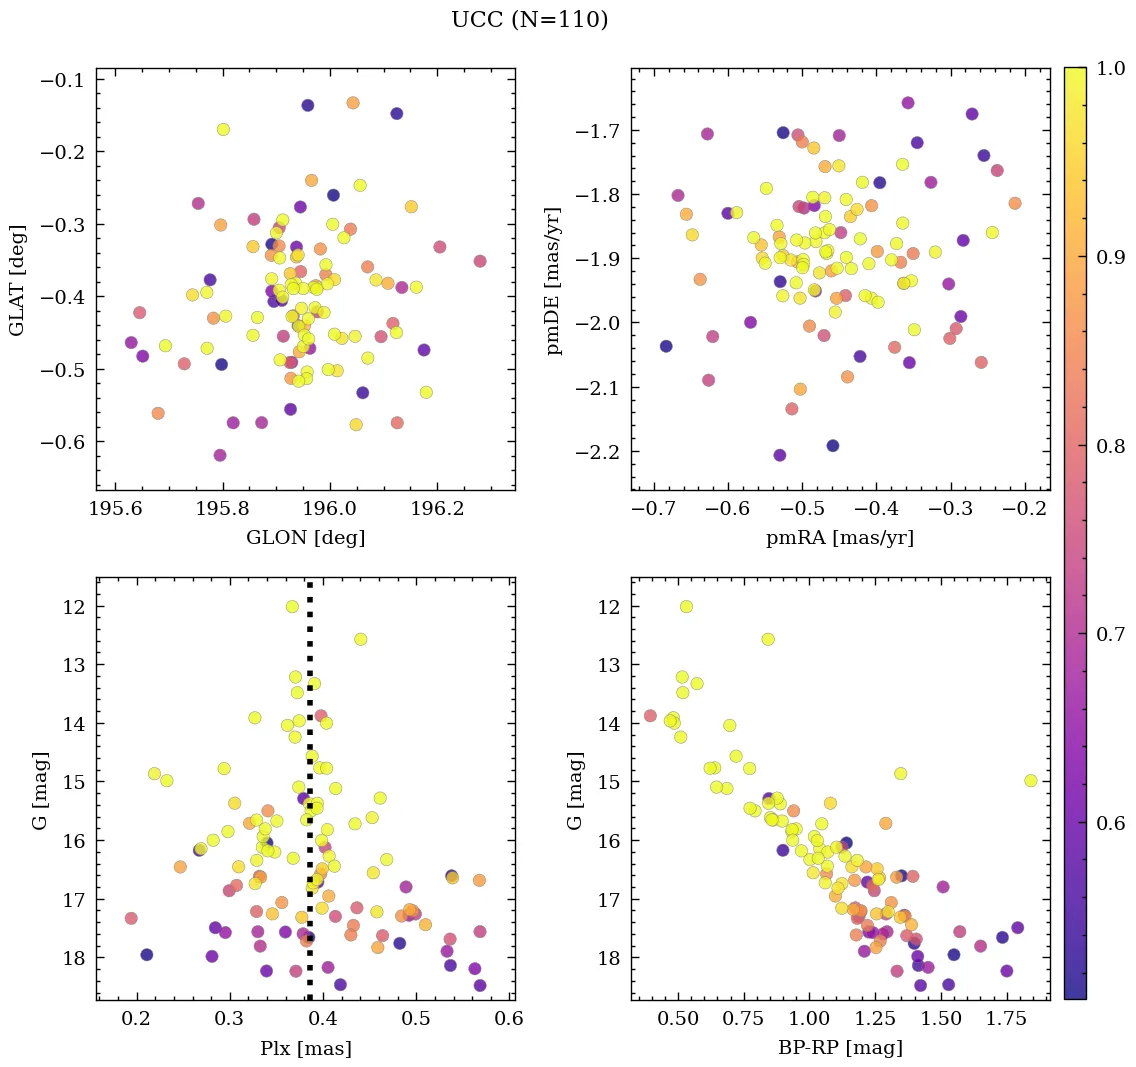 UCC (N=110)
−0.1
−0.2
−0.3
−0.4
−0.5
−0.6
GLAT [deg]
195.6 195.8 196.0 196.2
GLON [deg]
−1.7
−1.8
−1.9
−2.0
−2.1
−2.2
pmDE [mas/yr]
−0.7 −0.6 −0.5 −0.4 −0.3 −0.2
pmRA [mas/yr]
12
13
14
15
16
17
18
G [mag]
0.2 0.3 0.4 0.5 0.6
Plx [mas]
12
13
14
15
16
17
18
G [mag]
0.50 0.75 1.00 1.25 1.50 1.75
BP-RP [mag]
1.0
0.9
0.8
0.7
0.6